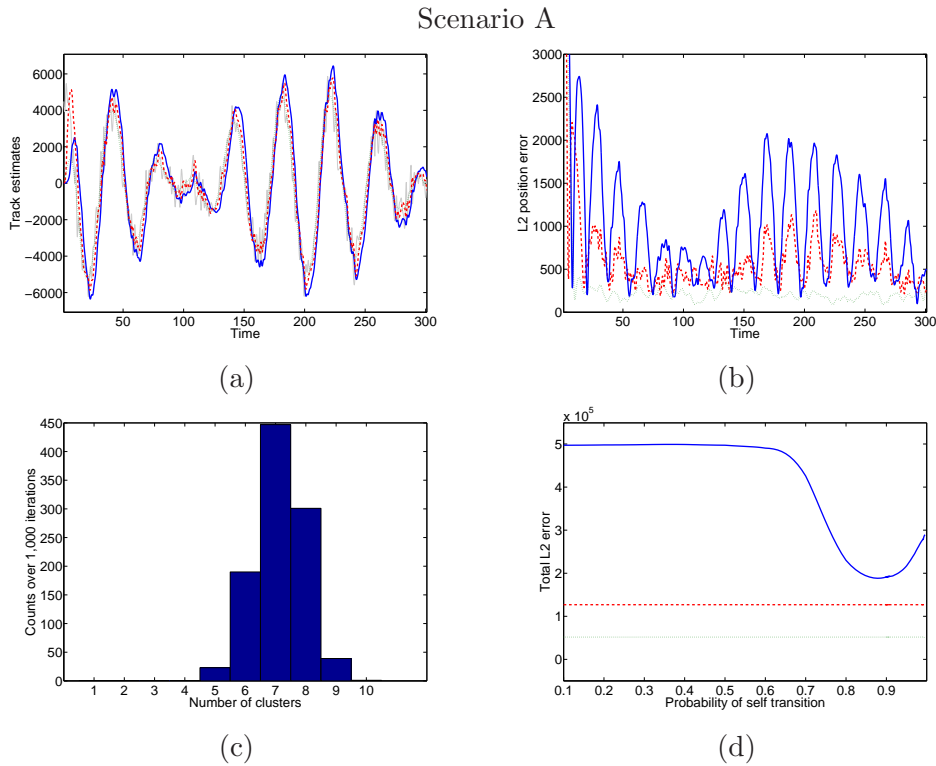 Scenario A
6000
4000
2000
0
−2000
−4000
−6000
Track estimates
50 100 150 200 250 300
Time
(a)
3000
2500
2000
1500
1000
500
0
L2 position error
50 100 150 200 250 300
Time
(b)
450
400
350
300
250
200
150
100
50
0
Counts over 1,000 iterations
1 2 3 4 5 6 7 8 9 10
Number of clusters
(c)
x 10^5
5
4
3
2
1
0
Total L2 error
0.1 0.2 0.3 0.4 0.5 0.6 0.7 0.8 0.9
Probability of self transition
(d)